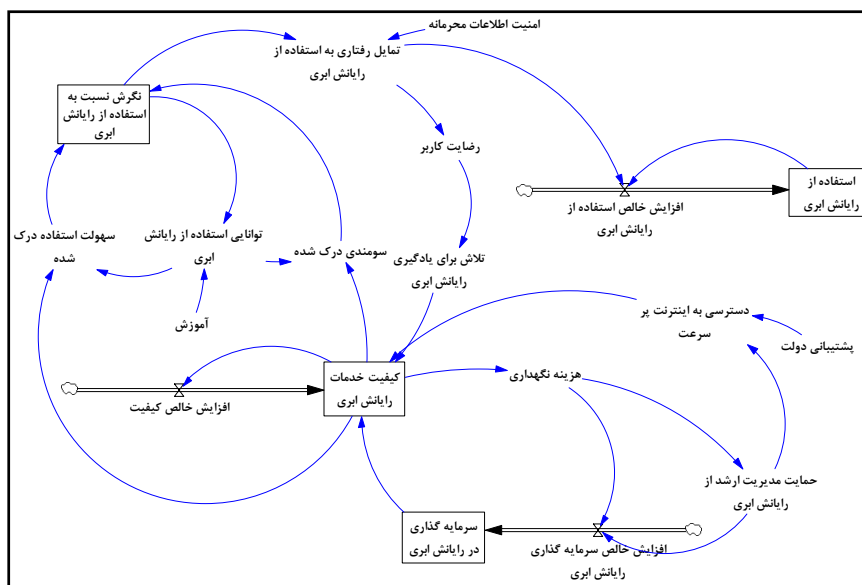 امنیت اطلاعات محرمانه
تمایل رفتاری به استفاده از
رایانش ابری
نگرش نسبت به
استفاده از رایانش
ابری
رضایت کاربر
استفاده از
رایانش ابری
افزایش خالص استفاده از
رایانش ابری
سهولت استفاده درک
شده
توانایی استفاده از رایانش
ابری
سومندی درک شده
تلاش برای یادگیری
رایانش ابری
آموزش
دسترسی به اینترنت پر
سرعت
پشتیبانی دولت
کیفیت خدمات
رایانش ابری
هزینه نگهداری
افزایش خالص کیفیت
حمایت مدیریت ارشد از
رایانش ابری
سرمایه گذاری
در رایانش ابری
افزایش خالص سرمایه گذاری
رایانش ابری